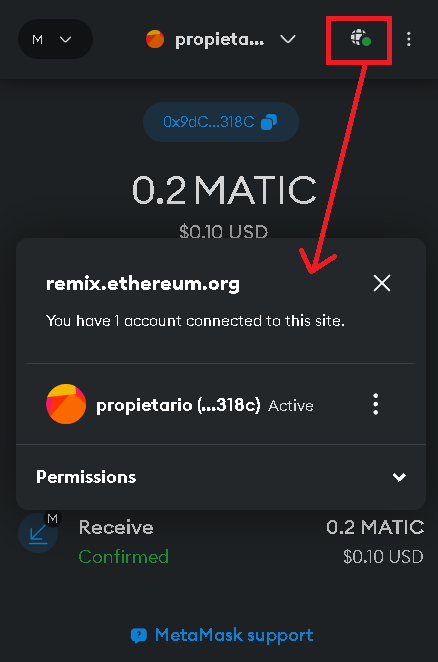 M
propieta...
0x9dC...318C
0.2 MATIC
$0.10 USD
remix.ethereum.org
You have 1 account connected to this site.
propietario (...318c) Active
Permissions
M
Receive
0.2 MATIC
Confirmed
$0.10 USD
MetaMask support